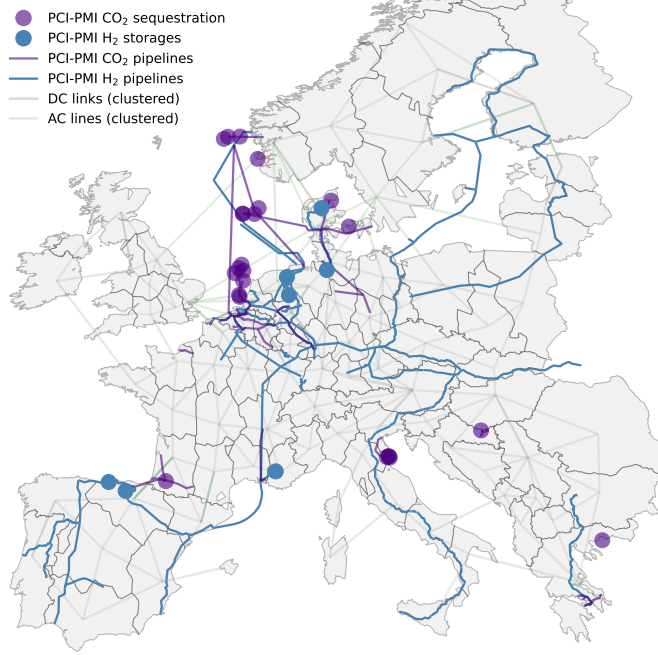 PCI-PMI CO₂ sequestration
PCI-PMI H₂ storages
PCI-PMI CO₂ pipelines
PCI-PMI H₂ pipelines
DC links (clustered)
AC lines (clustered)